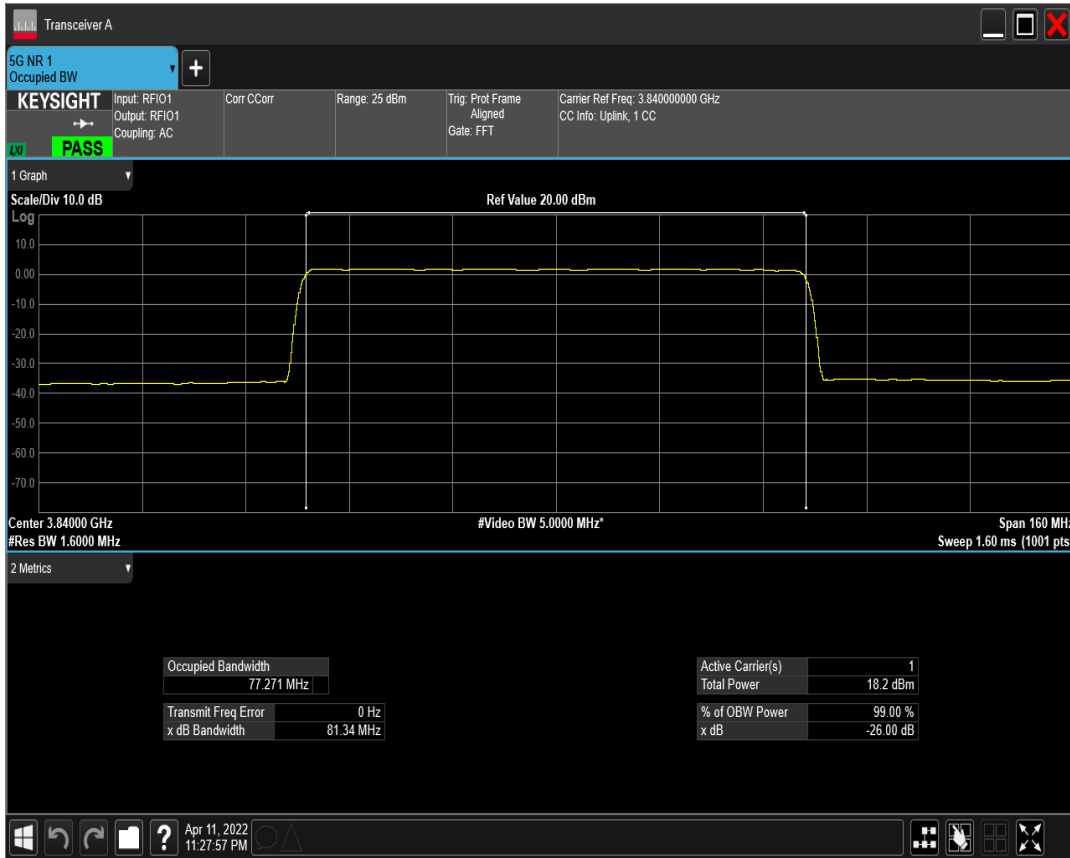 Transceiver A
5G NR 1
Occupied BW
KEYSIGHT
LXI
PASS
Input: RFIO1
Output: RFIO1
Coupling: AC
Corr CCorr
Range: 25 dBm
Trig: Prot Frame
Aligned
Gate: FFT
Carrier Ref Freq: 3.840000000 GHz
CC Info: Uplink, 1 CC
1 Graph
Scale/Div 10.0 dB
Ref Value 20.00 dBm
Log
10.0
0.00
-10.0
-20.0
-30.0
-40.0
-50.0
-60.0
-70.0
Center 3.84000 GHz
#Video BW 5.0000 MHz*
Span 160 MHz
#Res BW 1.6000 MHz
Sweep 1.60 ms (1001 pts
2 Metrics
Occupied Bandwidth
77.271 MHz
Transmit Freq Error 0 Hz
x dB Bandwidth 81.34 MHz
Active Carrier(s) 1
Total Power 18.2 dBm
% of OBW Power 99.00 %
x dB -26.00 dB
?
Apr 11, 2022
11:27:57 PM